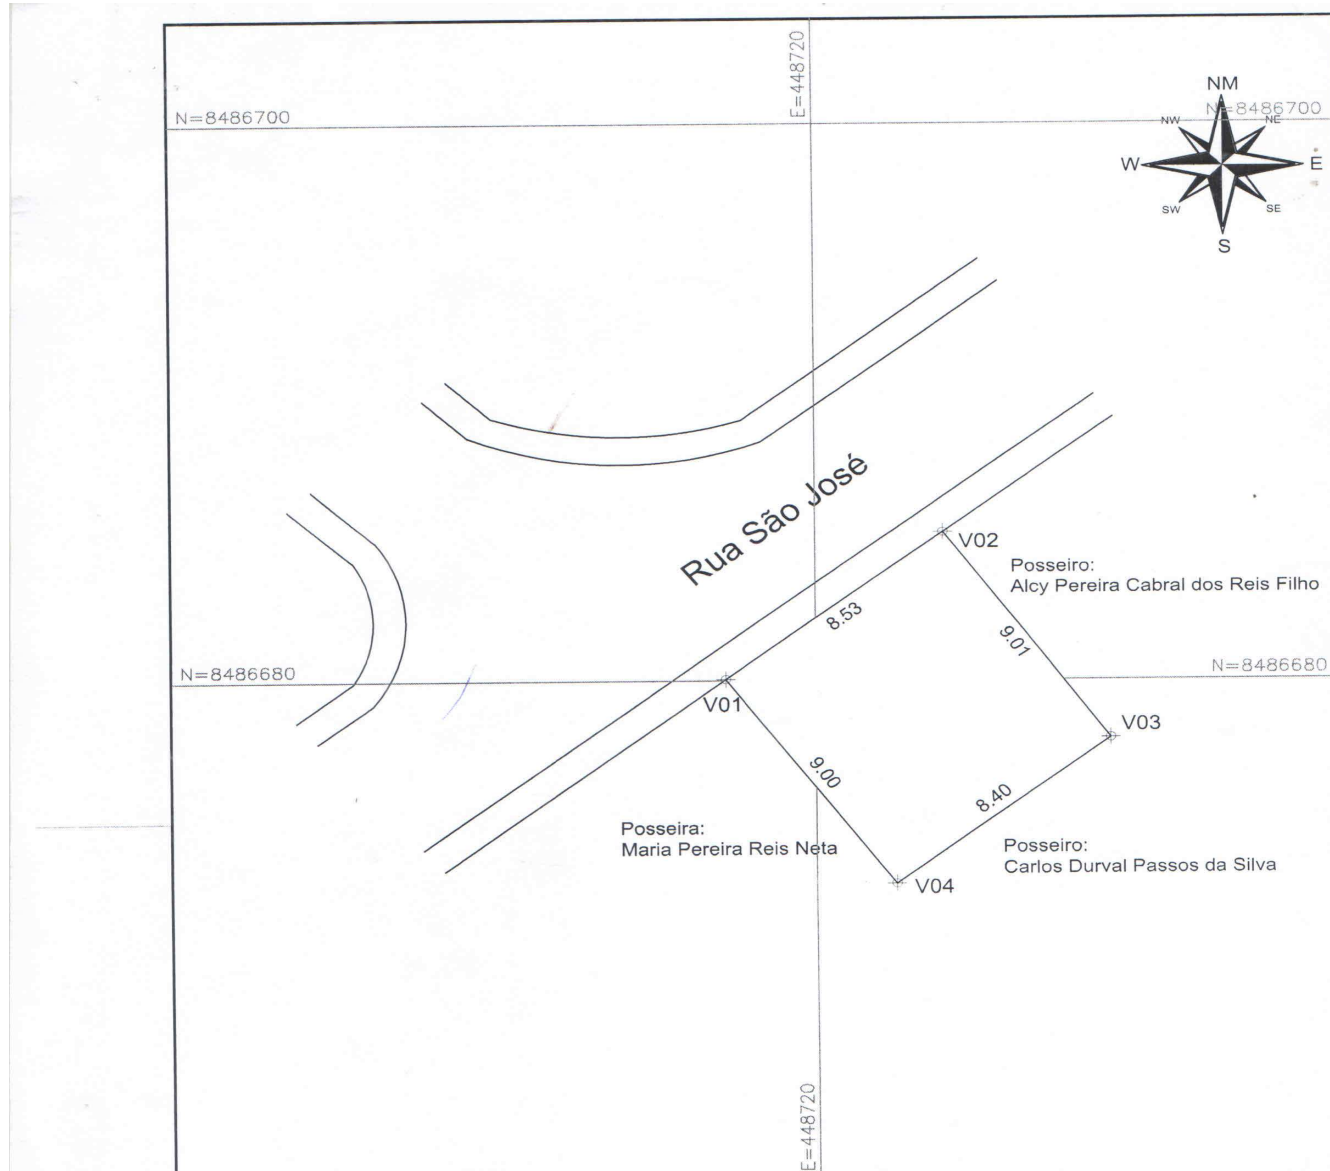 E=448720
NM
N=8486700
N=8486700
NW
NE
W
E
SW
SE
S
Rua São José
V02
Posseiro:
Alcy Pereira Cabral dos Reis Filho
8.53
9.01
N=8486680
N=8486680
V01
V03
9.00
8.40
Posseira:
Maria Pereira Reis Neta
Posseiro:
Carlos Durval Passos da Silva
V04
E=448720